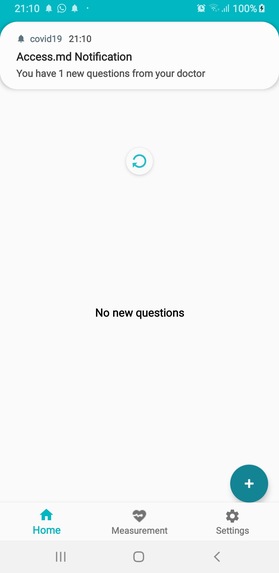 21:10 100%
covid19 21:10
Access.md Notification
You have 1 new questions from your doctor
No new questions
+
Home Measurement Settings